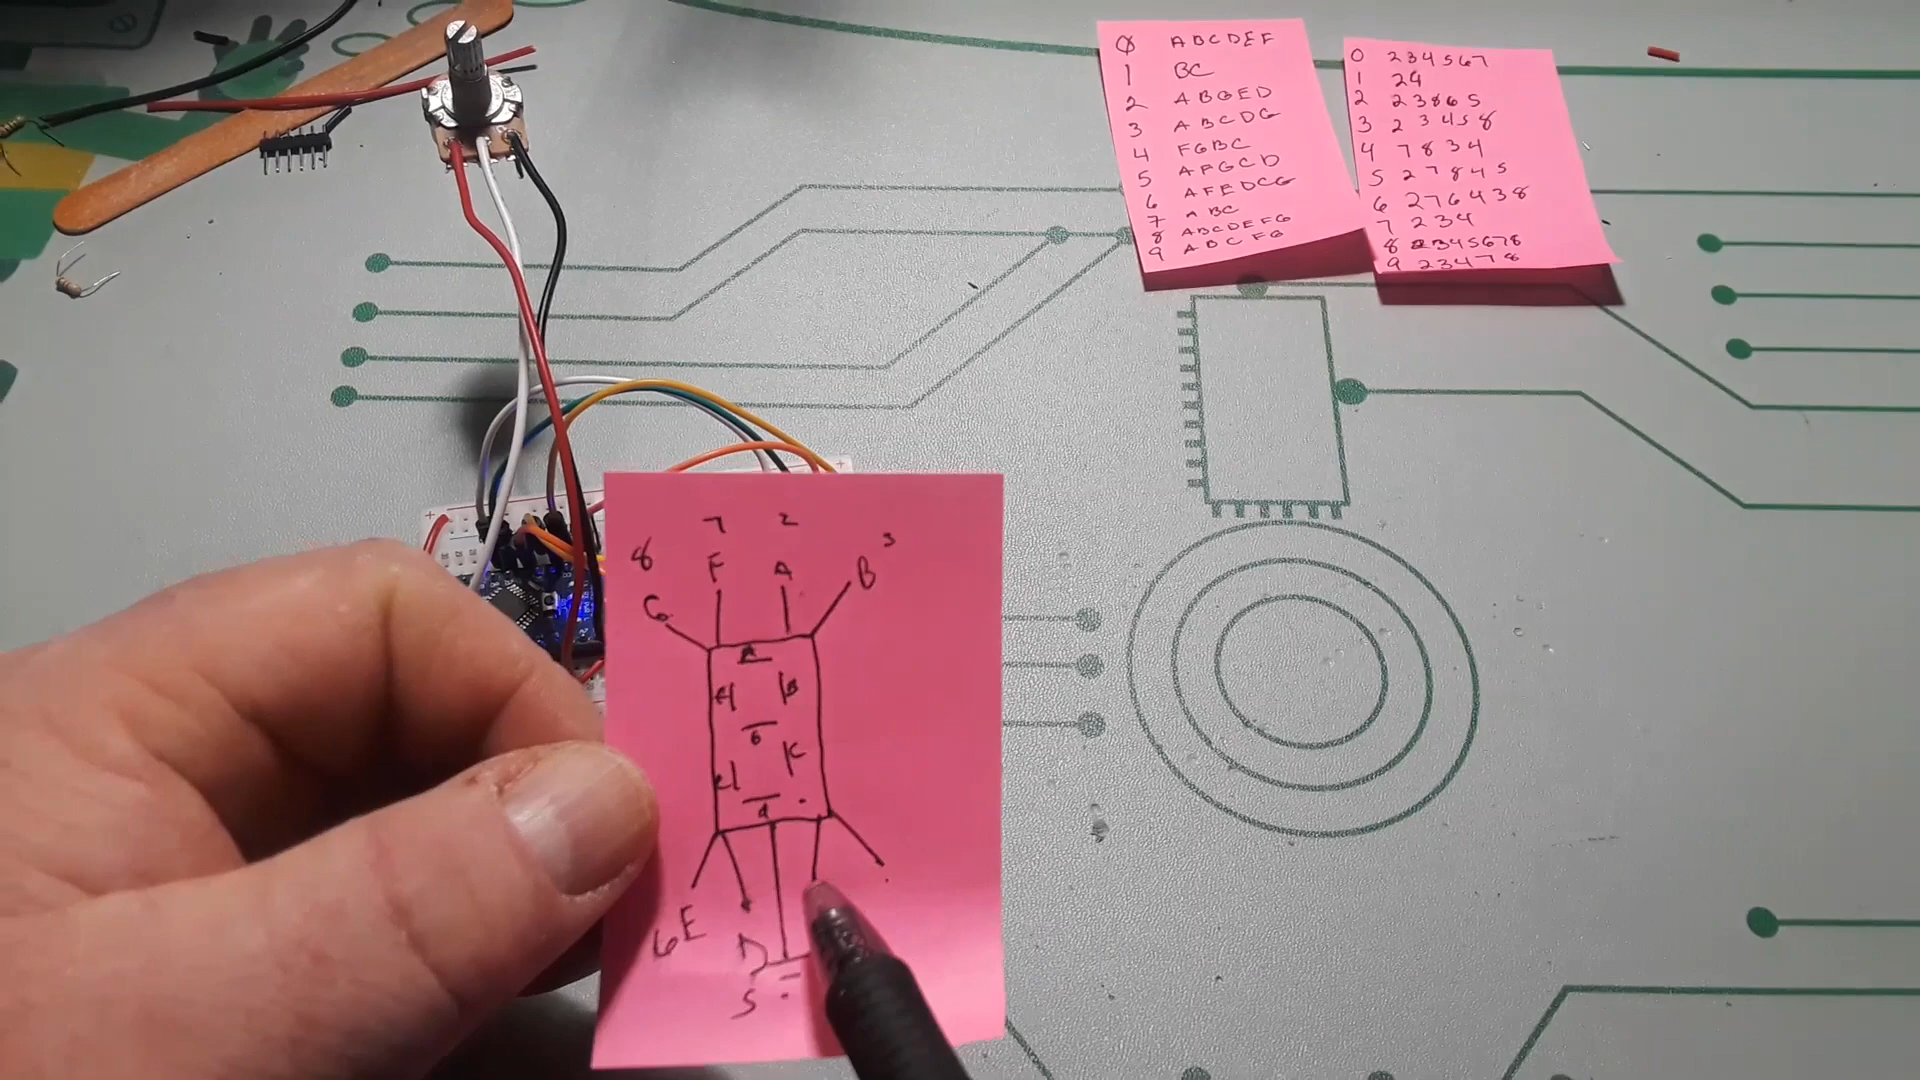 0 ABCDEF
1 BC
2 ABGED
3 ABCDG
4 FGBC
5 AFGCD
6 AFEDCG
7 ABC
8 ABCDEFG
9 ABCFG
0 234567
1 24
2 23865
3 23458
4 7834
5 27845
6 276438
7 234
8 2345678
9 23478
7 2
8 3
F A B
G
A
B
G
C
d
6E
D
5